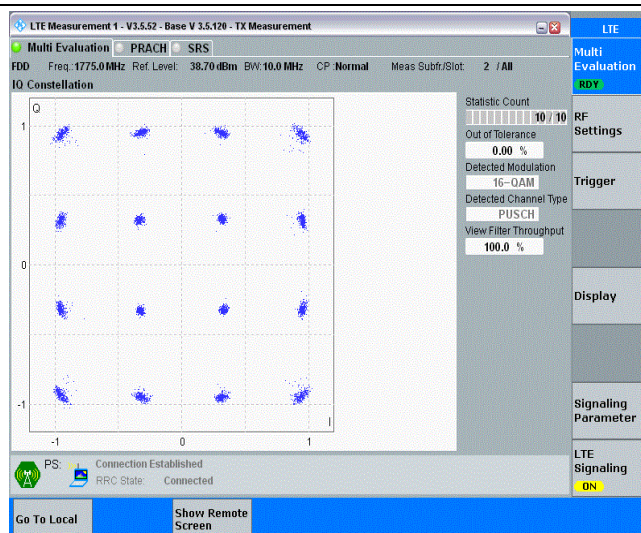 LTE Measurement 1 - V3.5.52 - Base V 3.5.120 - TX Measurement
LTE
Multi Evaluation PRACH SRS
Multi
Evaluation
RDY
FDD Freq.:1775.0 MHz Ref. Level: 38.70 dBm BW:10.0 MHz CP :Normal Meas Subfr./Slot: 2 / All
IQ Constellation
Q
1
0
-1
-1 0 1
I
Statistic Count
10 / 10
Out of Tolerance
0.00 %
Detected Modulation
16-QAM
Detected Channel Type
PUSCH
View Filter Throughput
100.0 %
RF
Settings
Trigger
Display
Signaling
Parameter
LTE
Signaling
ON
PS: Connection Established
RRC State: Connected
Go To Local
Show Remote
Screen